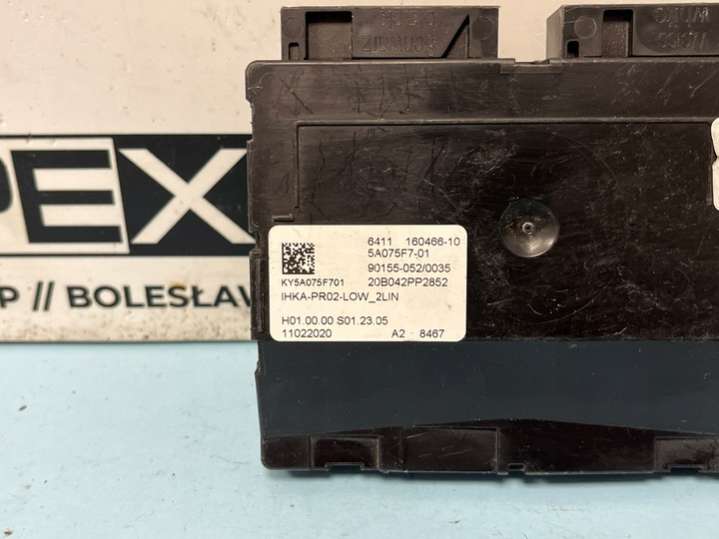 PEX
P // BOLESŁAW
6411 160466-10
5A075F7-01
90155-052/0035
KY5A075F701 20B042PP2852
IHKA-PR02-LOW_2LIN
H01.00.00 S01.23.05
11022020 A2 - 8467